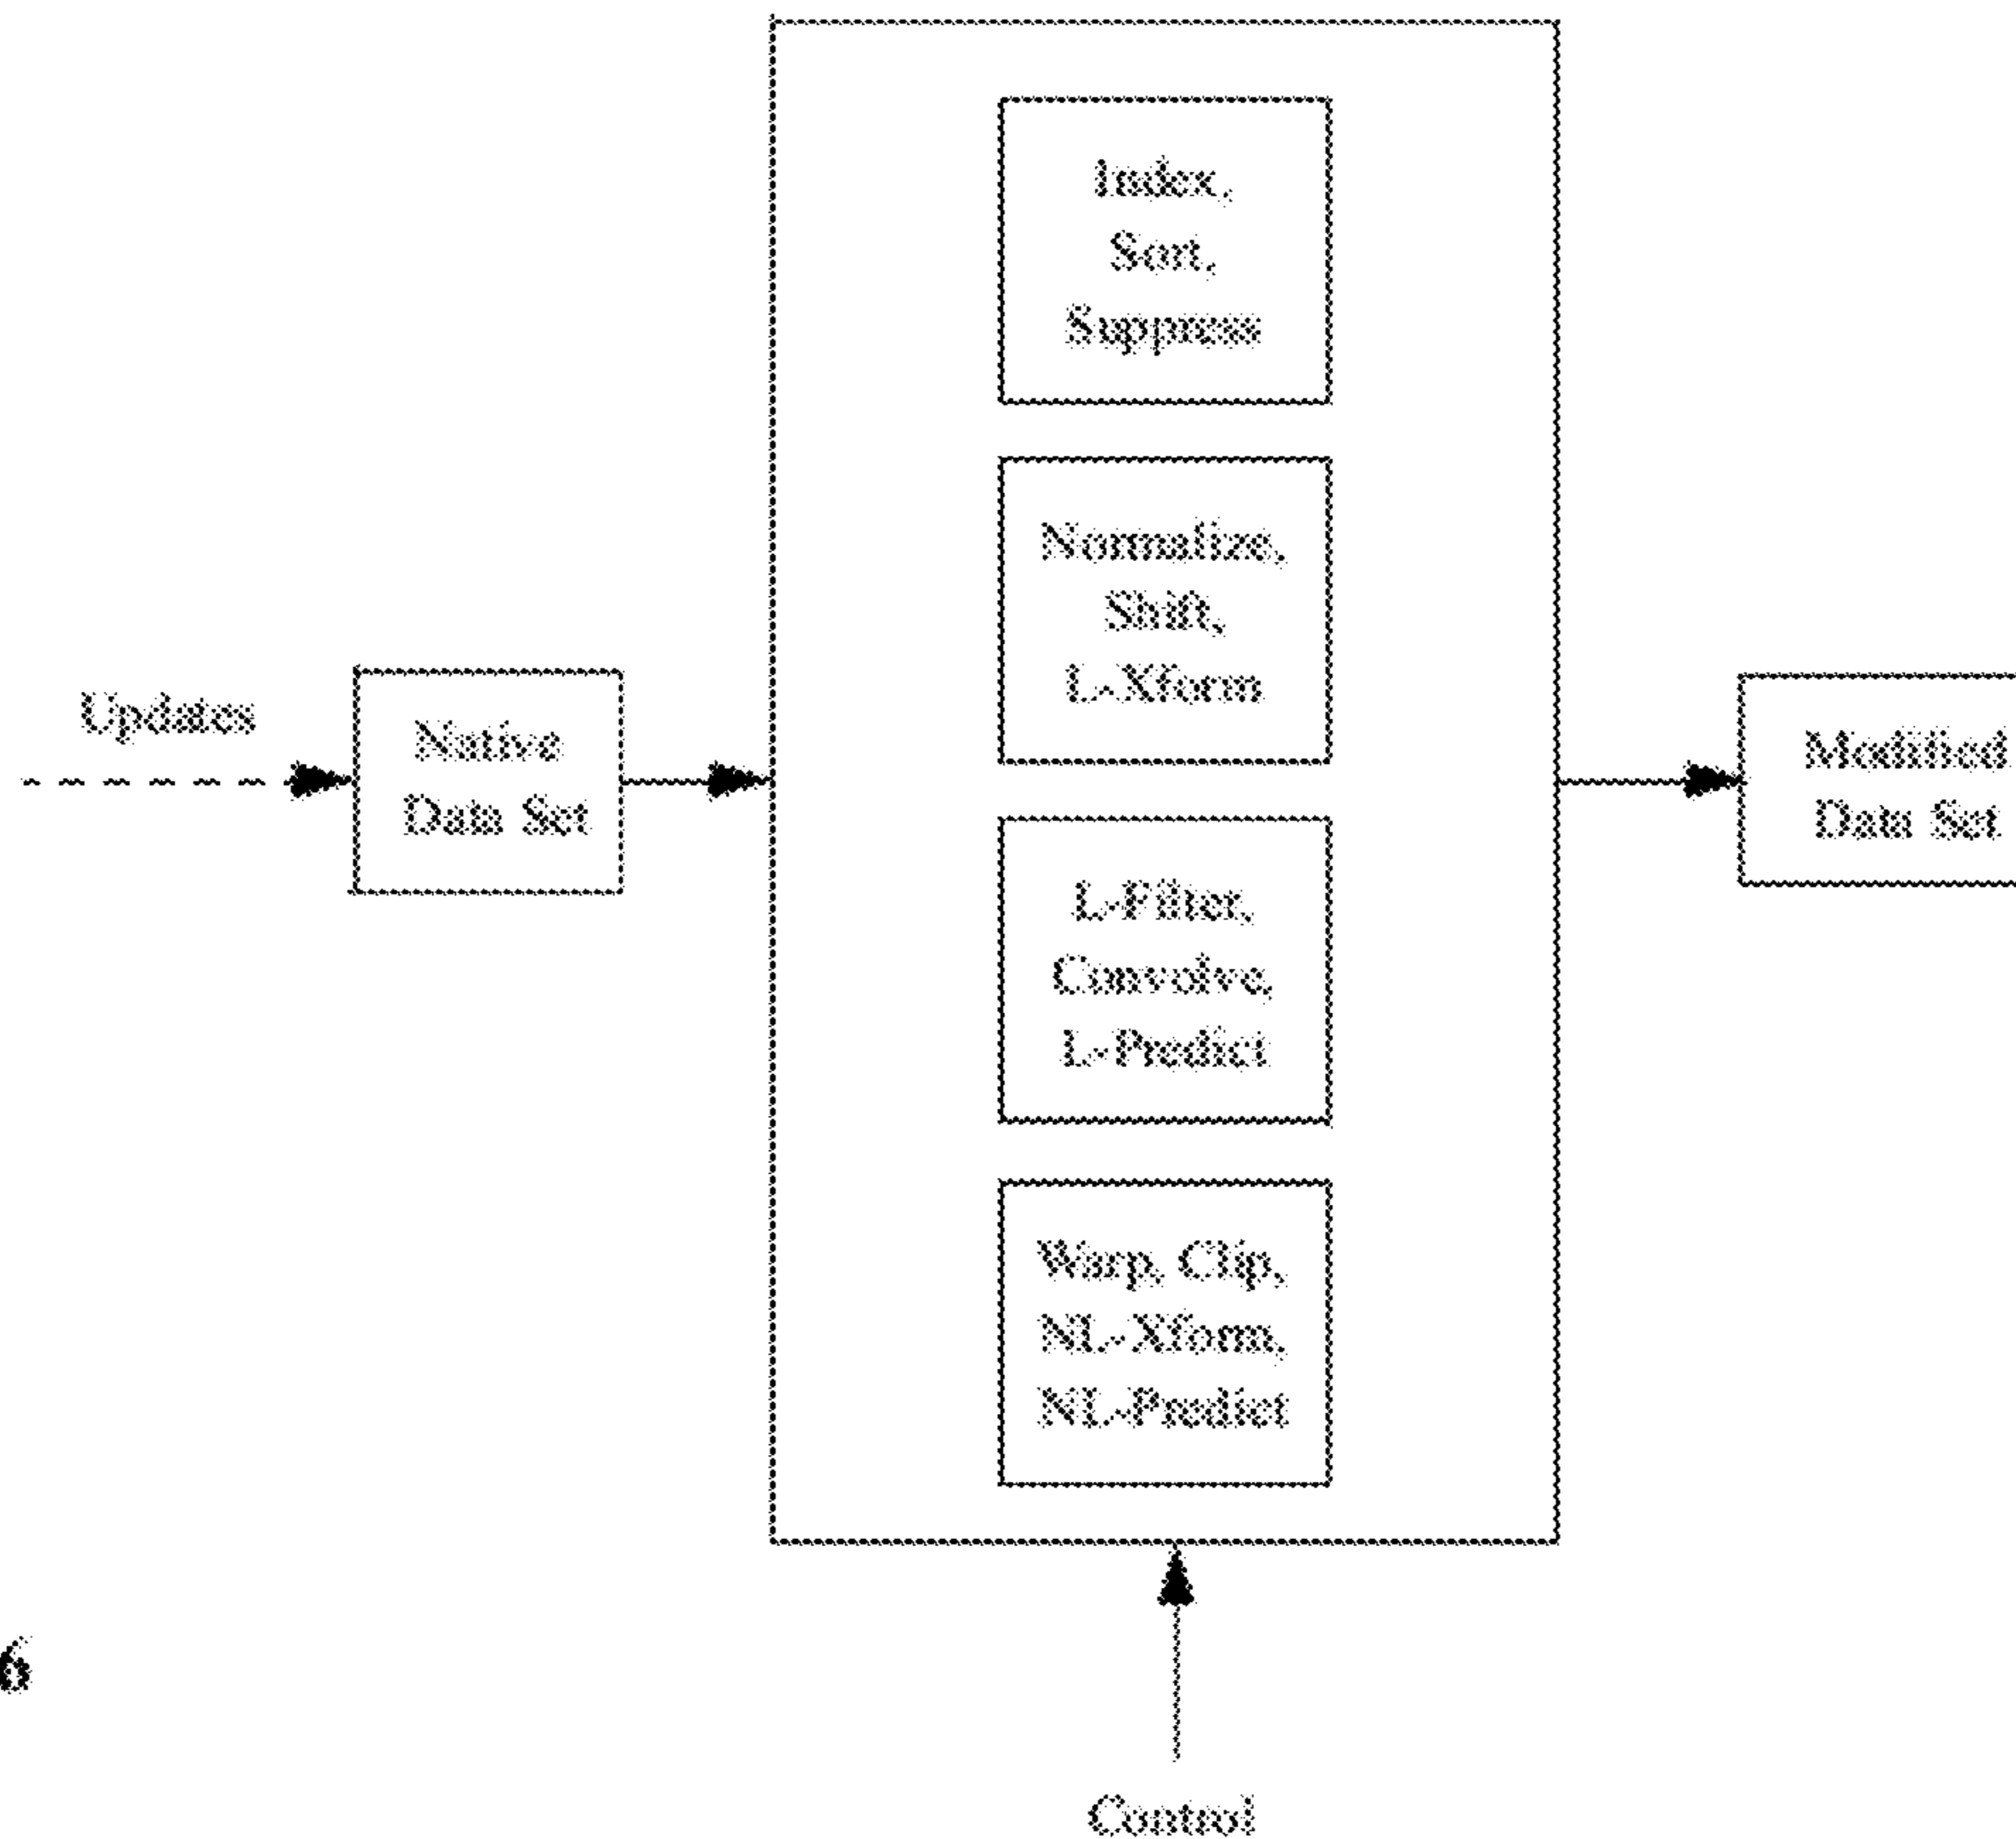 Index,
Sort,
Suppress
Normalize,
Shift,
L-Xform
Updates
Native
Data Set
Modified
Data Set
L-Filter,
Convolve,
L-Predict
Warp, Clip,
NL-Xform,
NL-Predict
6
Control